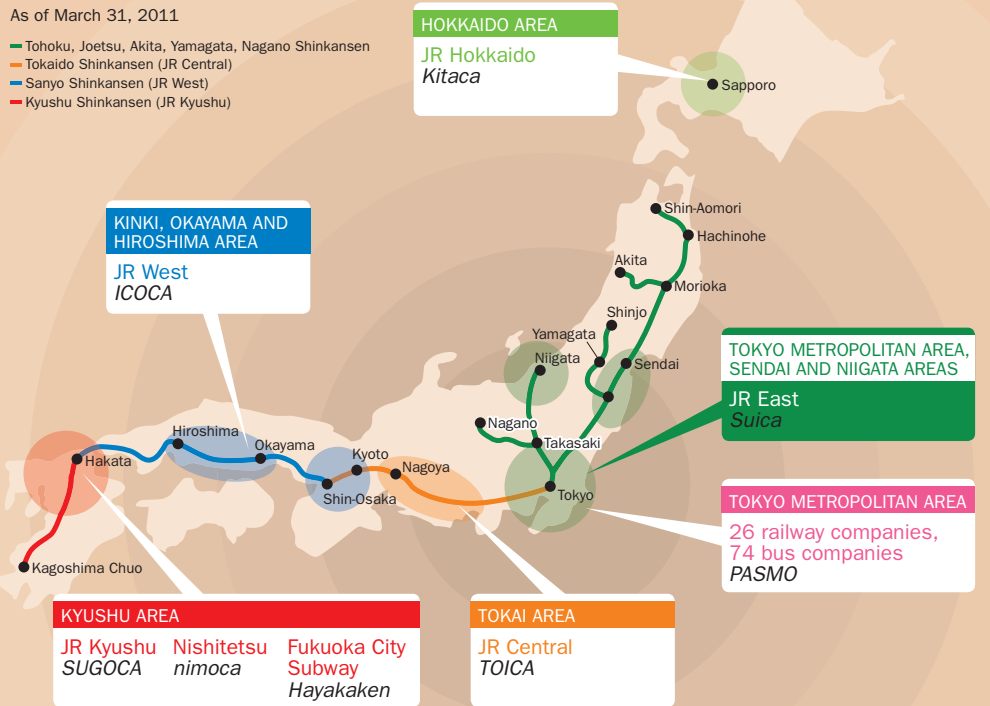 As of March 31, 2011
Tohoku, Joetsu, Akita, Yamagata, Nagano Shinkansen
Tokaido Shinkansen (JR Central)
Sanyo Shinkansen (JR West)
Kyushu Shinkansen (JR Kyushu)
HOKKAIDO AREA
JR Hokkaido
Kitaca
Sapporo
Shin-Aomori
Hachinohe
Akita
Morioka
Shinjo
Yamagata
Niigata
Sendai
Nagano
Takasaki
Tokyo
KINKI, OKAYAMA AND
HIROSHIMA AREA
JR West
ICOCA
TOKYO METROPOLITAN AREA,
SENDAI AND NIIGATA AREAS
JR East
Suica
Hiroshima
Okayama
Kyoto
Nagoya
Shin-Osaka
Hakata
Kagoshima Chuo
TOKYO METROPOLITAN AREA
26 railway companies,
74 bus companies
PASMO
KYUSHU AREA
JR Kyushu
SUGOCA
Nishitetsu
nimoca
Fukuoka City
Subway
Hayakaken
TOKAI AREA
JR Central
TOICA